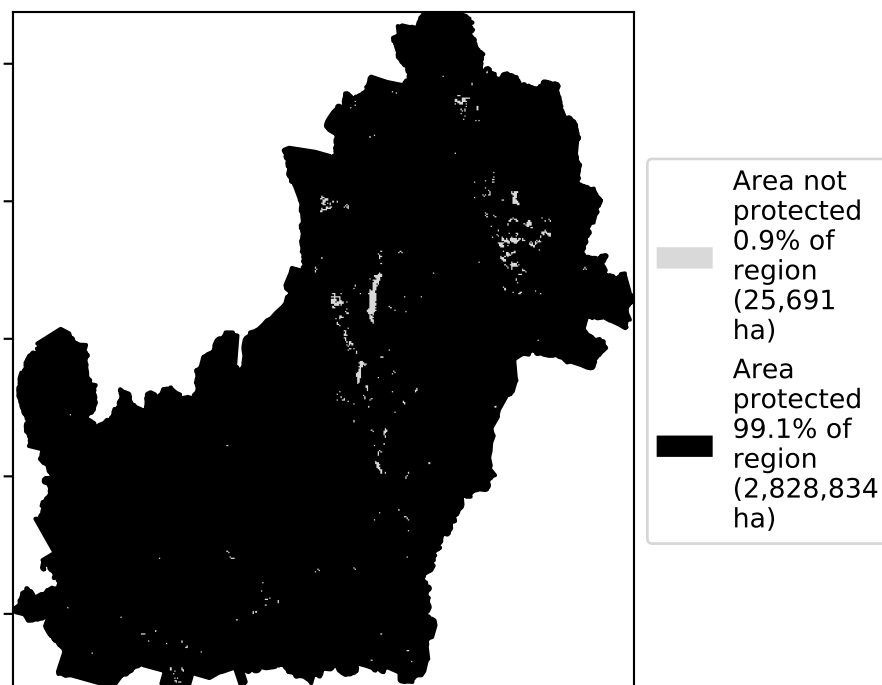 Area not
protected
0.9% of
region
(25,691
ha)
Area
protected
99.1% of
region
(2,828,834
ha)